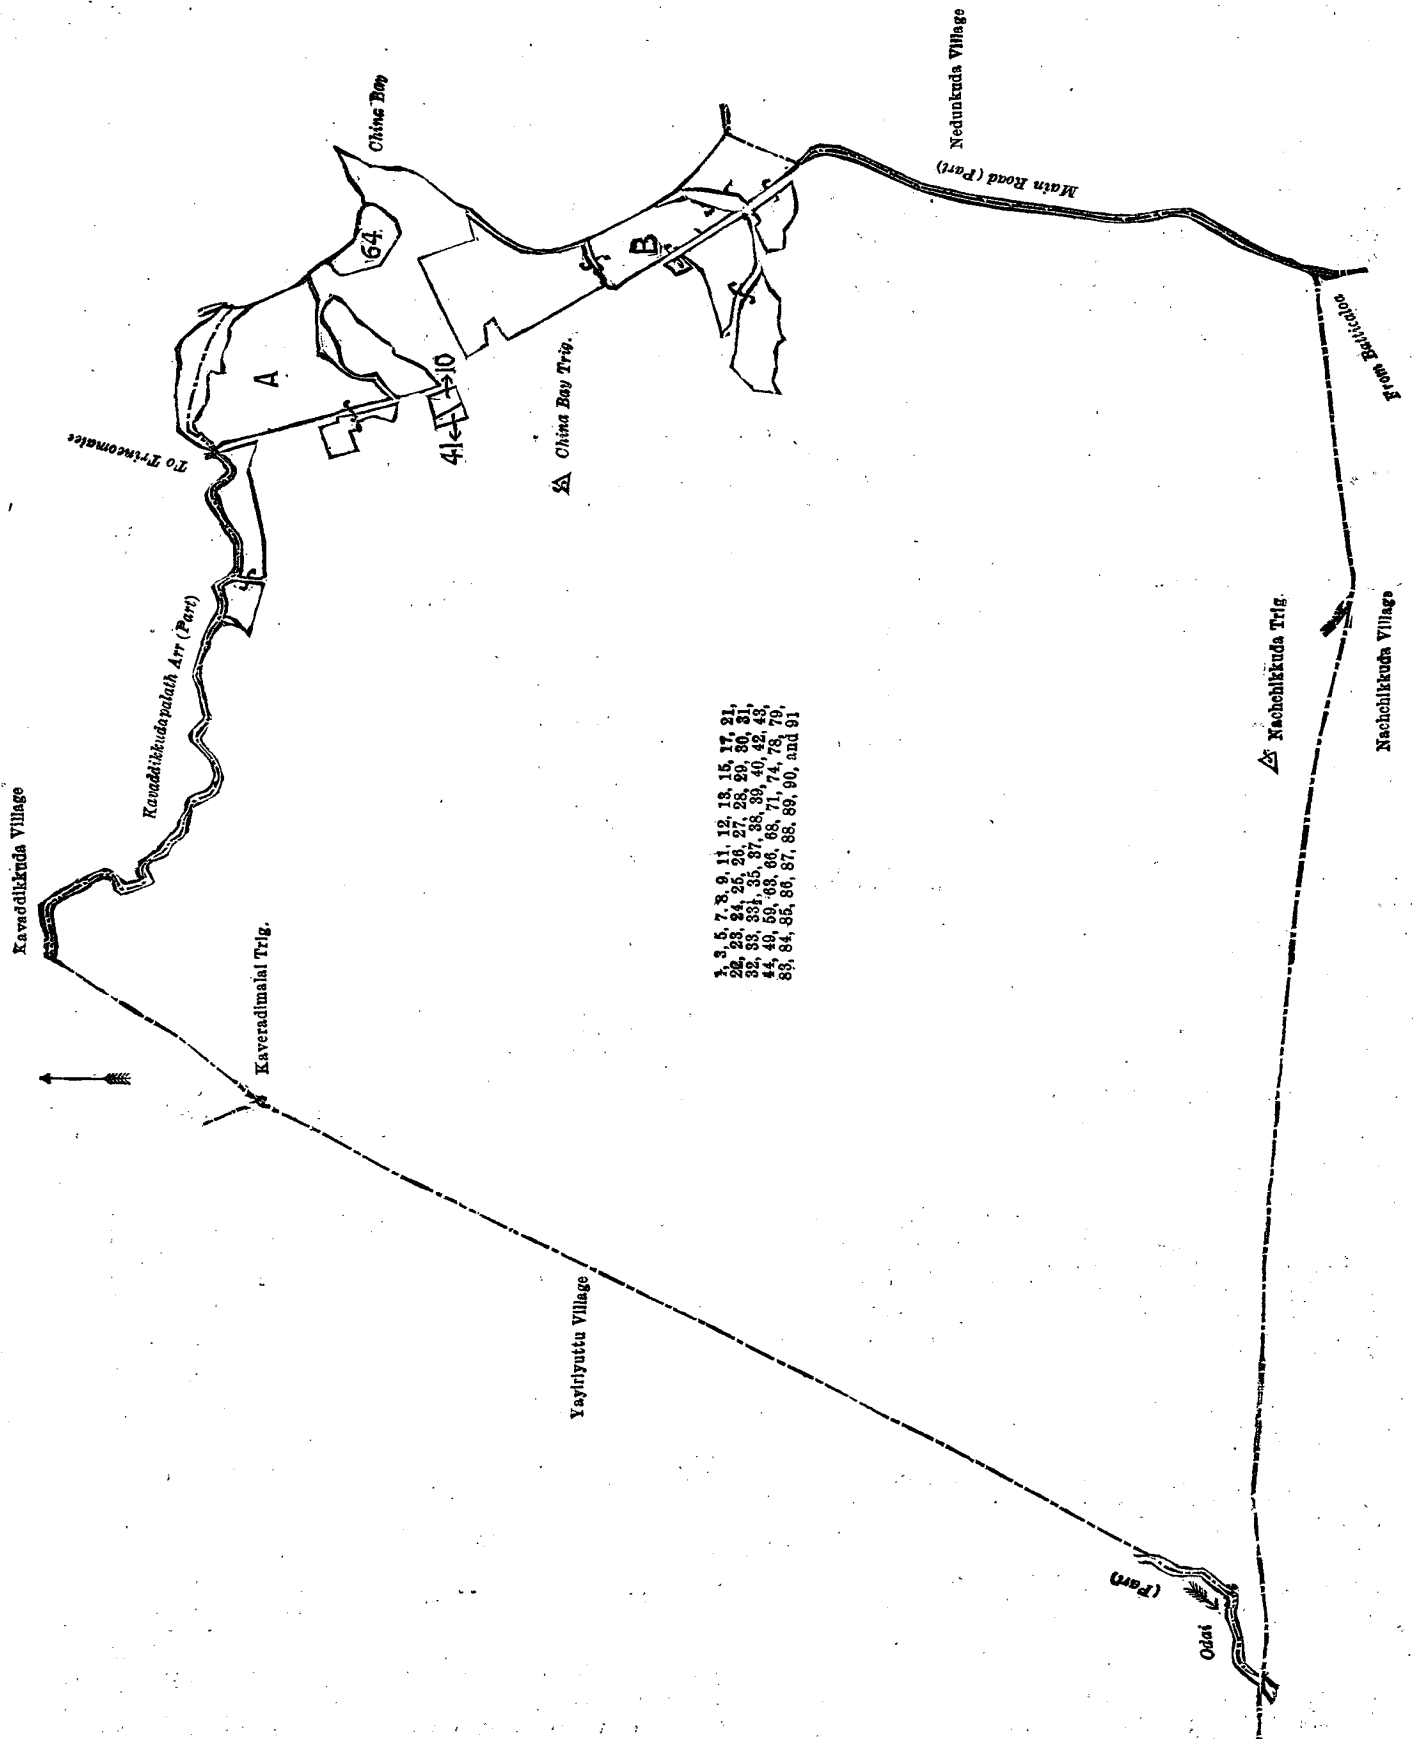 Kavaddikkuda Village
Kavaddikkudapalath Arr (Part)
To Trincomalee
China Bay
Nedunkuda Village
Main Road (Part)
From Batticaloa
A
64
B
10
41
China Bay Trig.
Kaveradimalai Trig.
1, 3, 5, 7, 8, 9, 11, 12, 13, 15, 17, 21,
22, 23, 24, 25, 26, 27, 28, 29, 30, 31,
32, 33, 33½, 35, 37, 38, 39, 40, 42, 43,
44, 49, 59, 63, 66, 68, 71, 74, 78, 79,
83, 84, 85, 86, 87, 88, 89, 90, and 91
Nachchikkuda Trig.
Nachchikkuda Village
Yayiriyuttu Village
(Part)
Odai